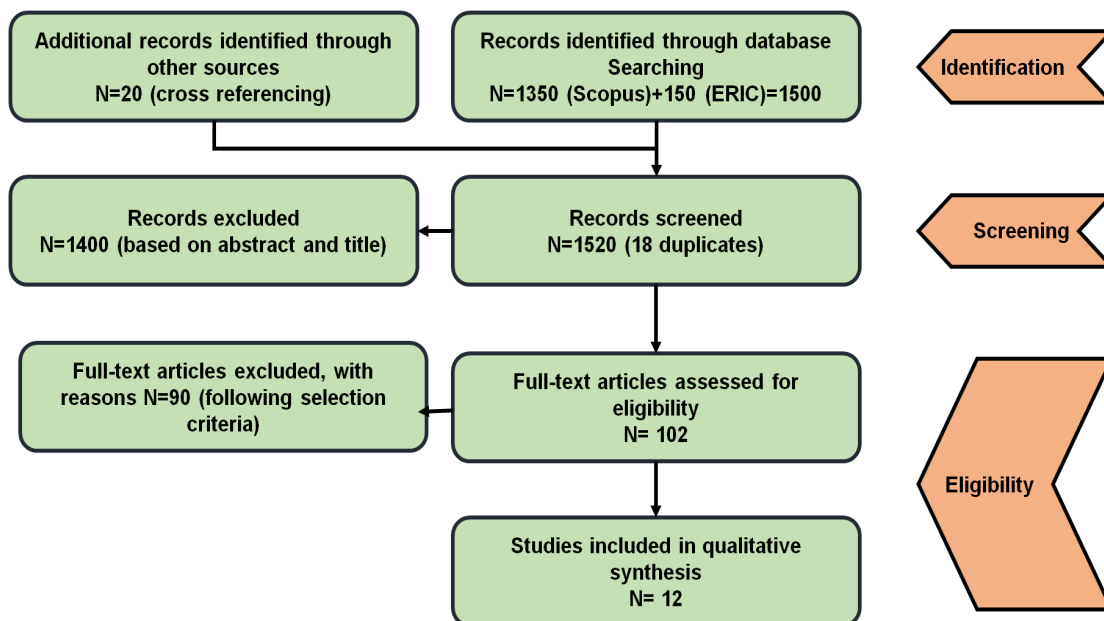 Additional records identified through
other sources
N=20 (cross referencing)
Records identified through database
Searching
N=1350 (Scopus)+150 (ERIC)=1500
Identification
Records excluded
N=1400 (based on abstract and title)
Records screened
N=1520 (18 duplicates)
Screening
Full-text articles excluded, with
reasons N=90 (following selection
criteria)
Full-text articles assessed for
eligibility
N= 102
Eligibility
Studies included in qualitative
synthesis
N= 12